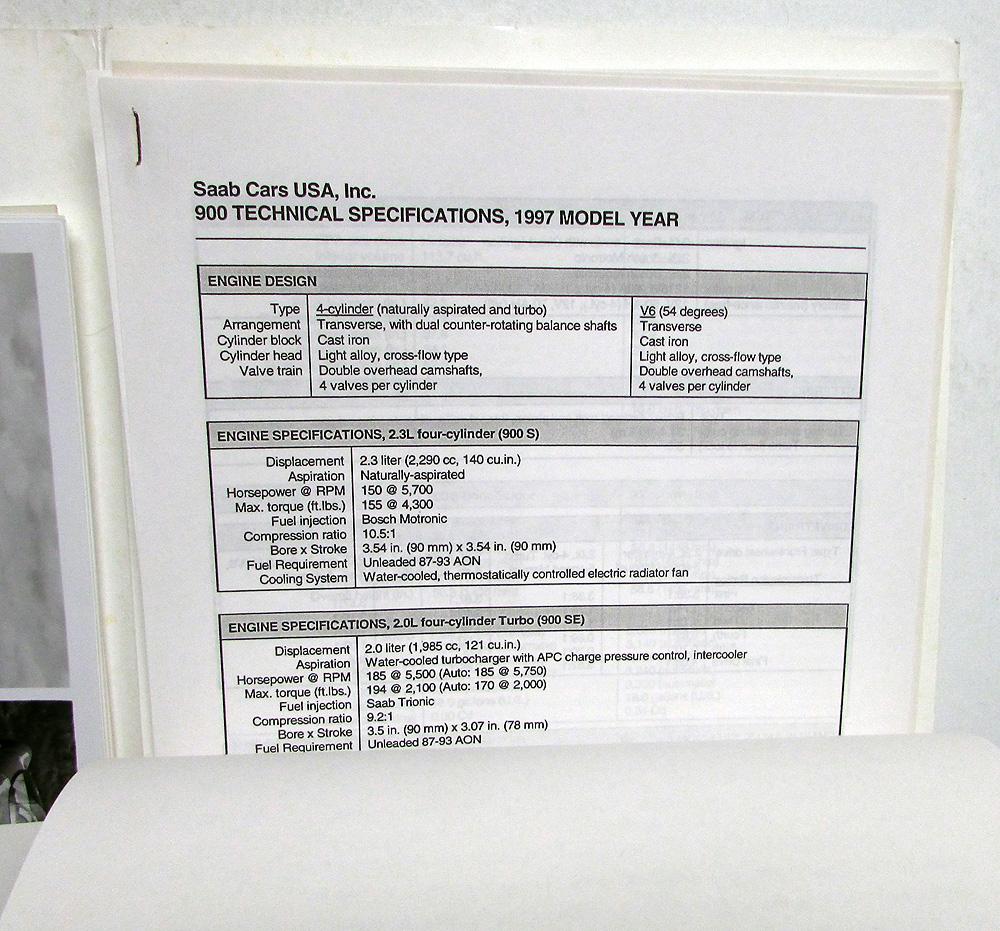 Saab Cars USA, Inc.
900 TECHNICAL SPECIFICATIONS, 1997 MODEL YEAR
ENGINE DESIGN
Type 4-cylinder (naturally aspirated and turbo) V6 (54 degrees)
Arrangement Transverse, with dual counter-rotating balance shafts Transverse
Cylinder block Cast iron Cast iron
Cylinder head Light alloy, cross-flow type Light alloy, cross-flow type
Valve train Double overhead camshafts, Double overhead camshafts,
4 valves per cylinder 4 valves per cylinder
ENGINE SPECIFICATIONS, 2.3L four-cylinder (900 S)
Displacement 2.3 liter (2,290 cc, 140 cu.in.)
Aspiration Naturally-aspirated
Horsepower @ RPM 150 @ 5,700
Max. torque (ft.lbs.) 155 @ 4,300
Fuel injection Bosch Motronic
Compression ratio 10.5:1
Bore x Stroke 3.54 in. (90 mm) x 3.54 in. (90 mm)
Fuel Requirement Unleaded 87-93 AON
Cooling System Water-cooled, thermostatically controlled electric radiator fan
ENGINE SPECIFICATIONS, 2.0L four-cylinder Turbo (900 SE)
Displacement 2.0 liter (1,985 cc, 121 cu.in.)
Aspiration Water-cooled turbocharger with APC charge pressure control, intercooler
Horsepower @ RPM 185 @ 5,500 (Auto: 185 @ 5,750)
Max. torque (ft.lbs.) 194 @ 2,100 (Auto: 170 @ 2,000)
Fuel injection Saab Trionic
Compression ratio 9.2:1
Bore x Stroke 3.5 in. (90 mm) x 3.07 in. (78 mm)
Fuel Requirement Unleaded 87-93 AON